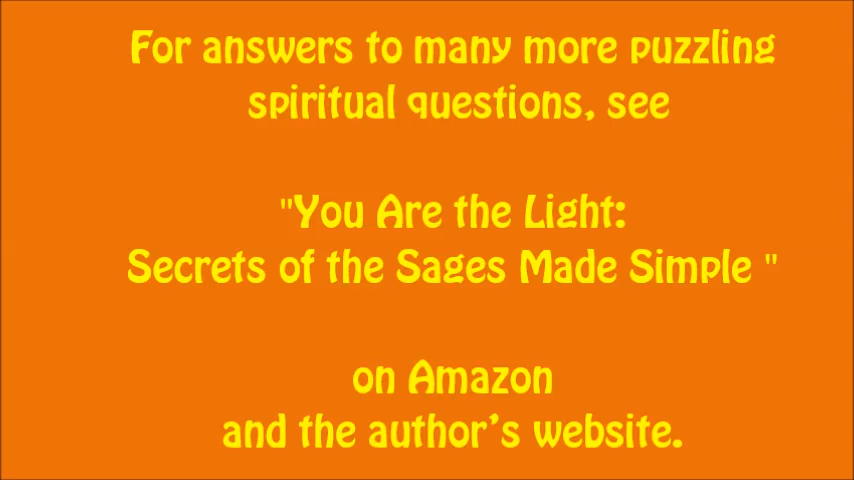 For answers to many more puzzling
spiritual questions, see
"You Are the Light:
Secrets of the Sages Made Simple "
on Amazon
and the author's website.